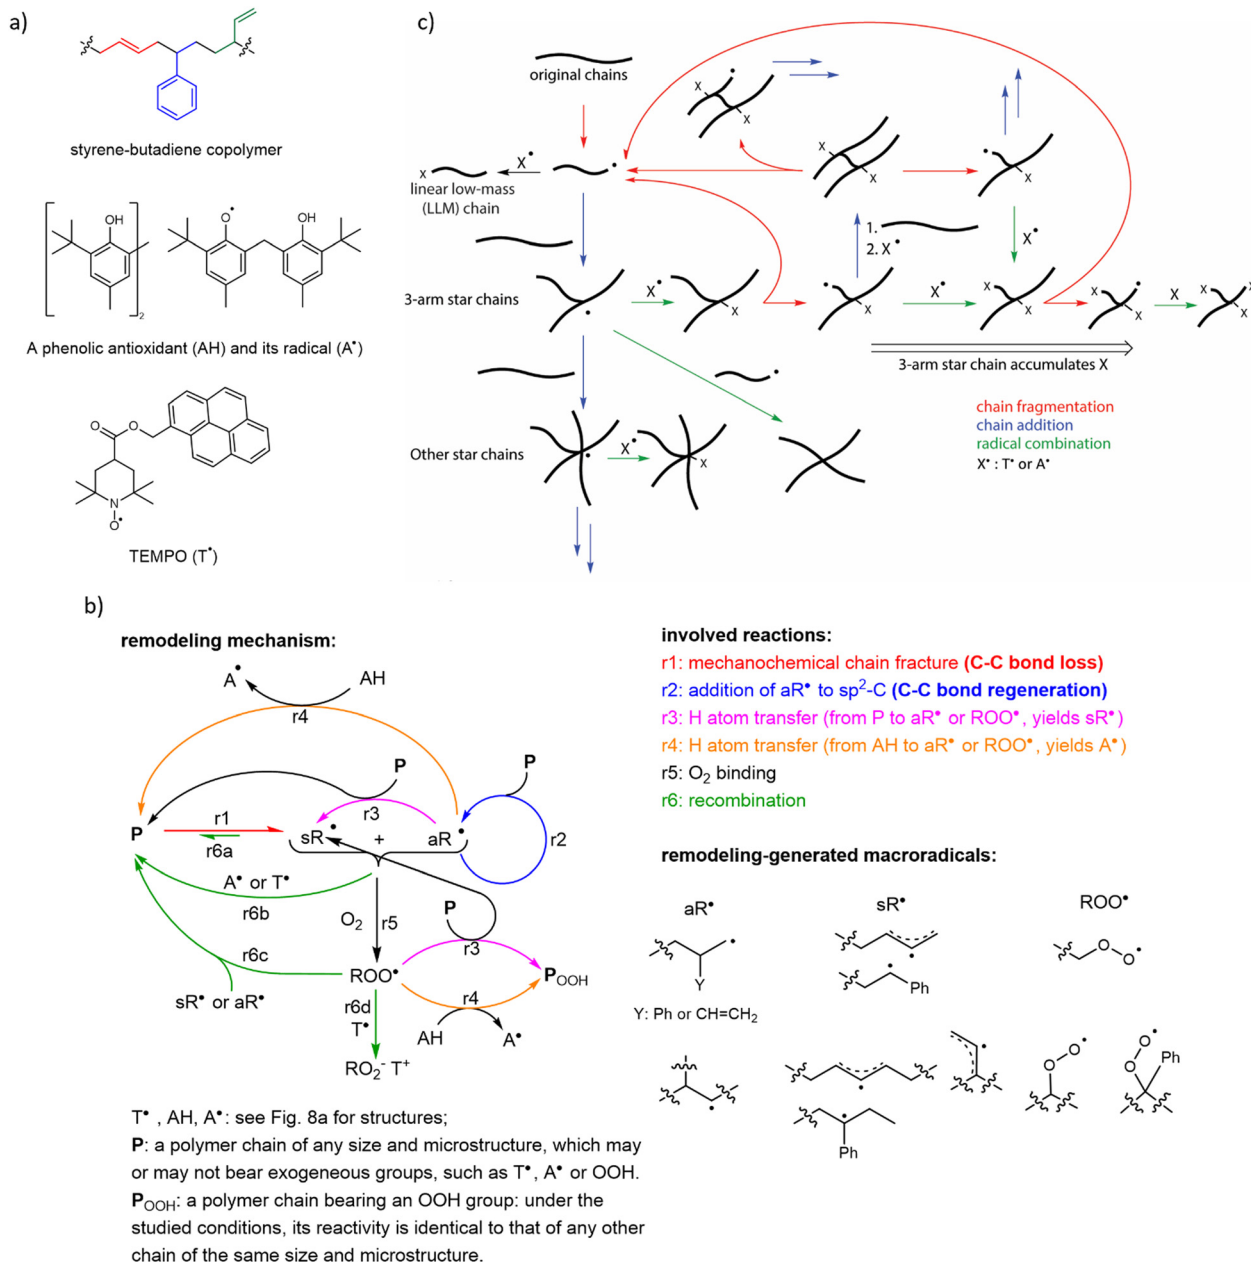 a)
styrene-butadiene copolymer
OH
2
O•
OH
A phenolic antioxidant (AH) and its radical (A•)
O
O
N
O•
TEMPO (T•)
c)
original chains
X•
X
linear low-mass
(LLM) chain
X
X
X
X
1.
2. X•
X
X•
3-arm star chains
X•
X
X
X•
X
X
X
X
X
X
X
X
3-arm star chain accumulates X
Other star chains
X•
X
chain fragmentation
chain addition
radical combination
X• : T• or A•
b)
remodeling mechanism:
A•
AH
r4
P
P
r3
P
r1
r6a
sR•
+
aR•
r2
A• or T•
r6b
O2
r5
P
r3
r6c
ROO•
POOH
sR• or aR•
r6d
T•
r4
AH
A•
RO2- T+
T• , AH, A•: see Fig. 8a for structures;
P: a polymer chain of any size and microstructure, which may
or may not bear exogeneous groups, such as T•, A• or OOH.
POOH: a polymer chain bearing an OOH group: under the
studied conditions, its reactivity is identical to that of any other
chain of the same size and microstructure.
involved reactions:
r1: mechanochemical chain fracture (C-C bond loss)
r2: addition of aR• to sp2-C (C-C bond regeneration)
r3: H atom transfer (from P to aR• or ROO•, yields sR•)
r4: H atom transfer (from AH to aR• or ROO•, yields A•)
r5: O2 binding
r6: recombination
remodeling-generated macroradicals:
aR•
sR•
ROO•
Y
Ph
O
O•
Y: Ph or CH=CH2
Ph
O
O•
O
O•
Ph